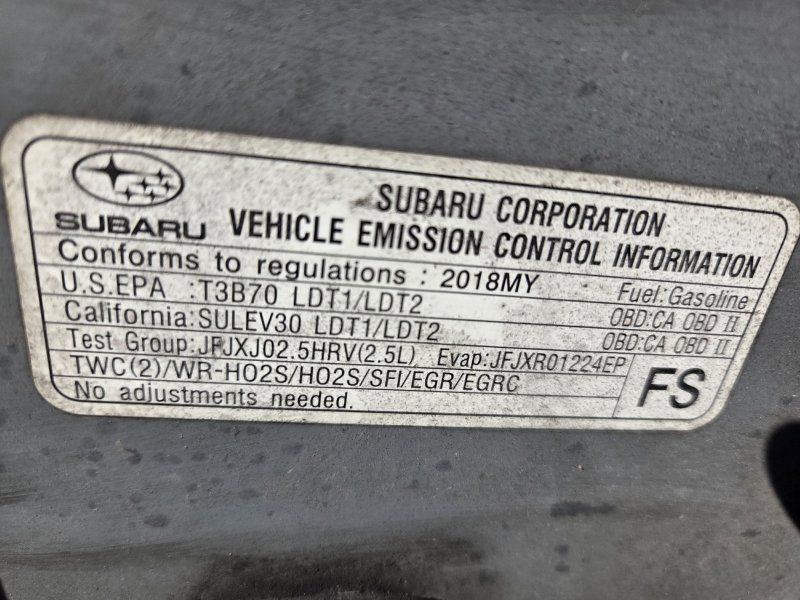 SUBARU
SUBARU CORPORATION
VEHICLE EMISSION CONTROL INFORMATION
Conforms to regulations : 2018MY Fuel:Gasoline
U.S.EPA :T3B70 LDT1/LDT2 OBD:CA OBD II
California:SULEV30 LDT1/LDT2 OBD:CA OBD II
Test Group:JFJXJ02.5HRV(2.5L) Evap:JFJXR01224EP
TWC(2)/WR-HO2S/HO2S/SFI/EGR/EGRC
No adjustments needed.
FS